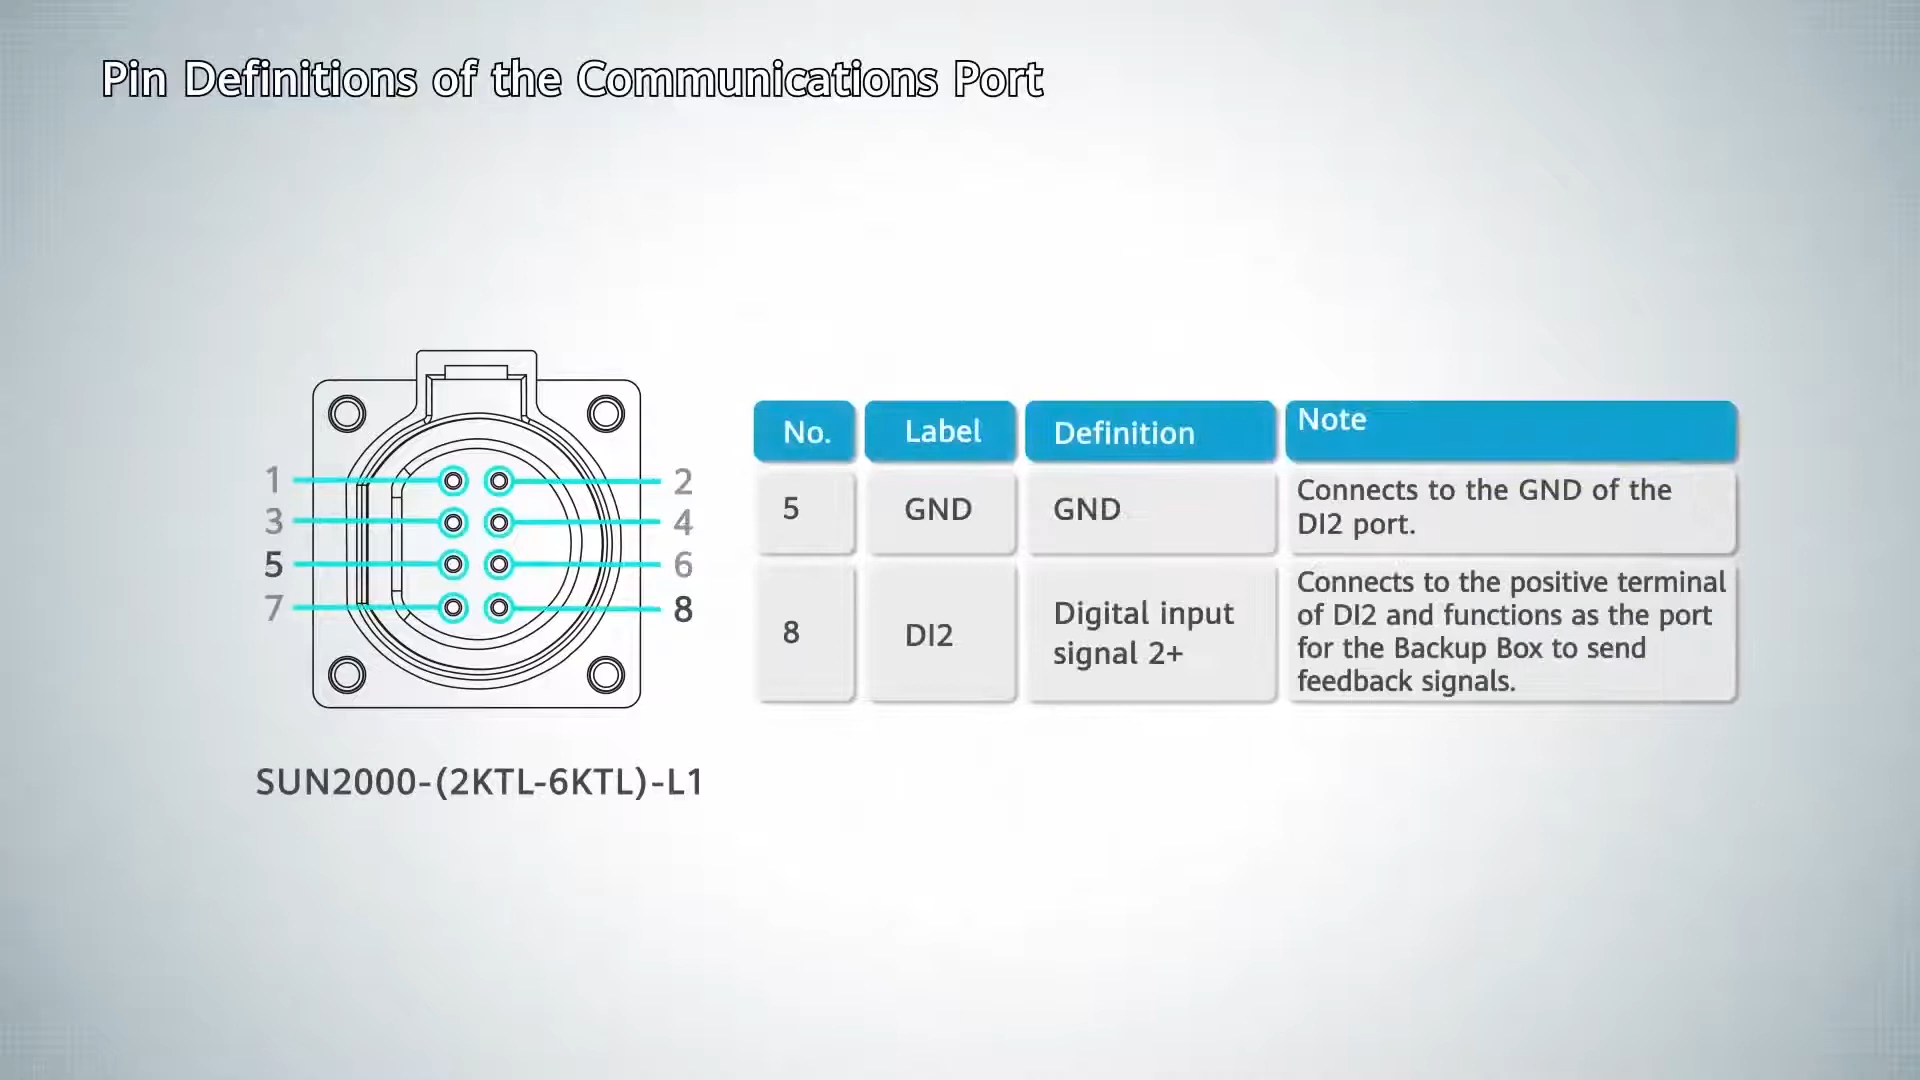 Pin Definitions of the Communications Port
1
2
3
4
5
6
7
8
SUN2000-(2KTL-6KTL)-L1
No. Label Definition Note
5 GND GND Connects to the GND of the
DI2 port.
8 DI2 Digital input
signal 2+
Connects to the positive terminal
of DI2 and functions as the port
for the Backup Box to send
feedback signals.